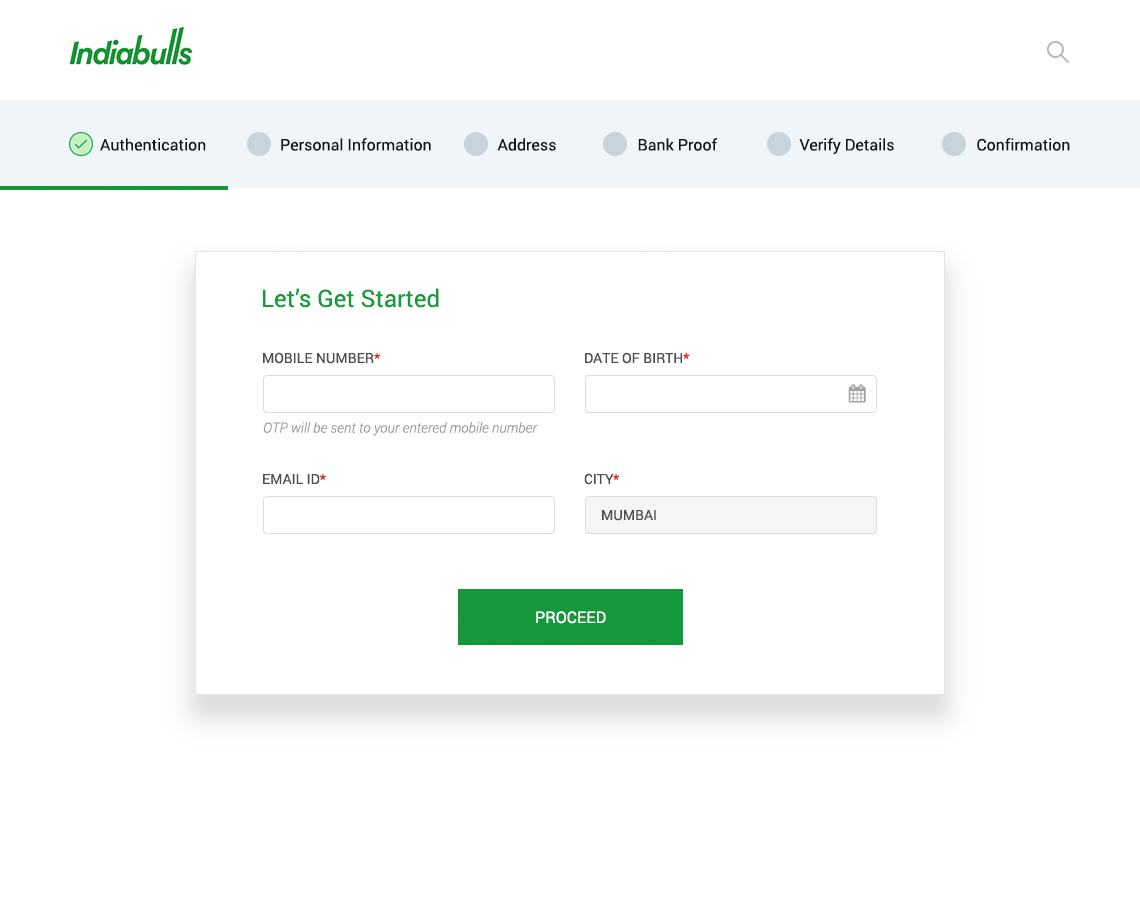 Indiabulls
Authentication Personal Information Address Bank Proof Verify Details Confirmation
Let’s Get Started
MOBILE NUMBER* DATE OF BIRTH*
OTP will be sent to your entered mobile number
EMAIL ID* CITY*
MUMBAI
PROCEED